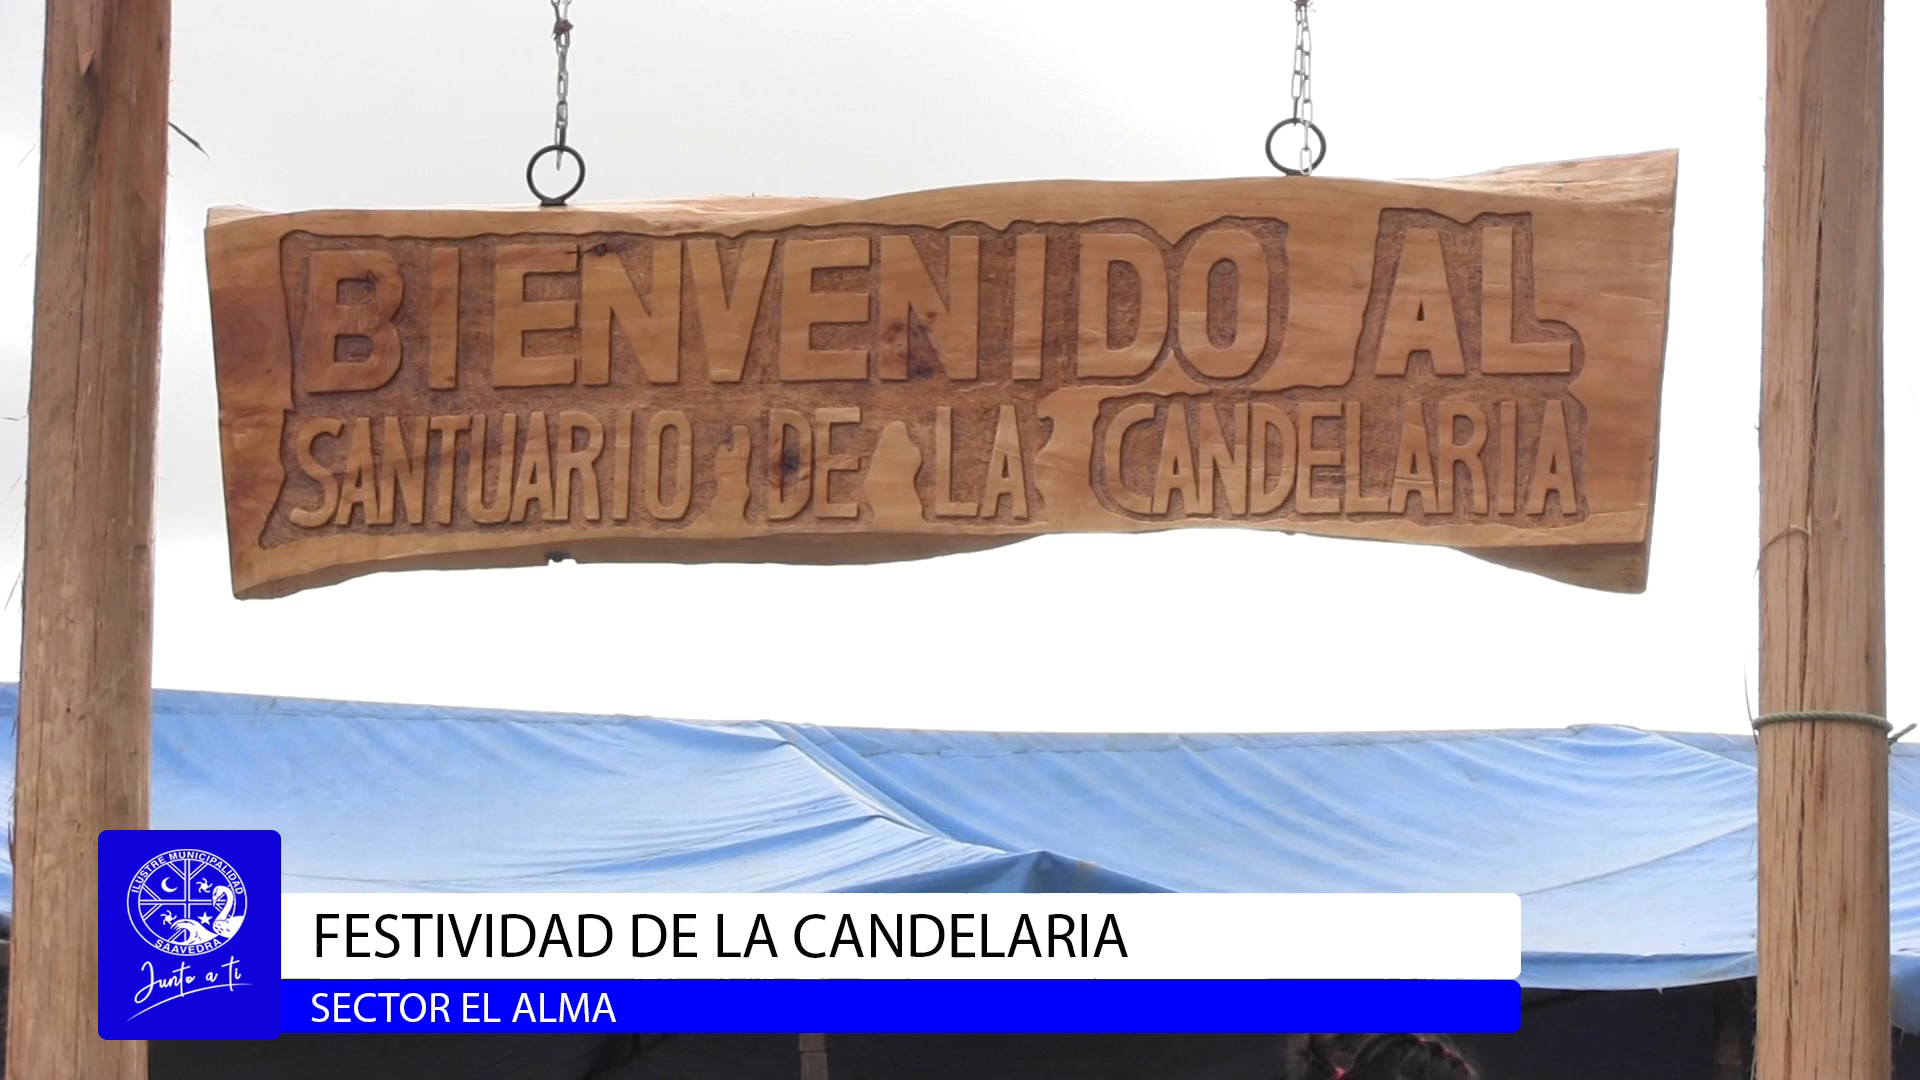 BIENVENIDO AL
SANTUARIO DE LA CANDELARIA
ILUSTRE MUNICIPALIDAD
SAAVEDRA
Junto a ti
FESTIVIDAD DE LA CANDELARIA
SECTOR EL ALMA